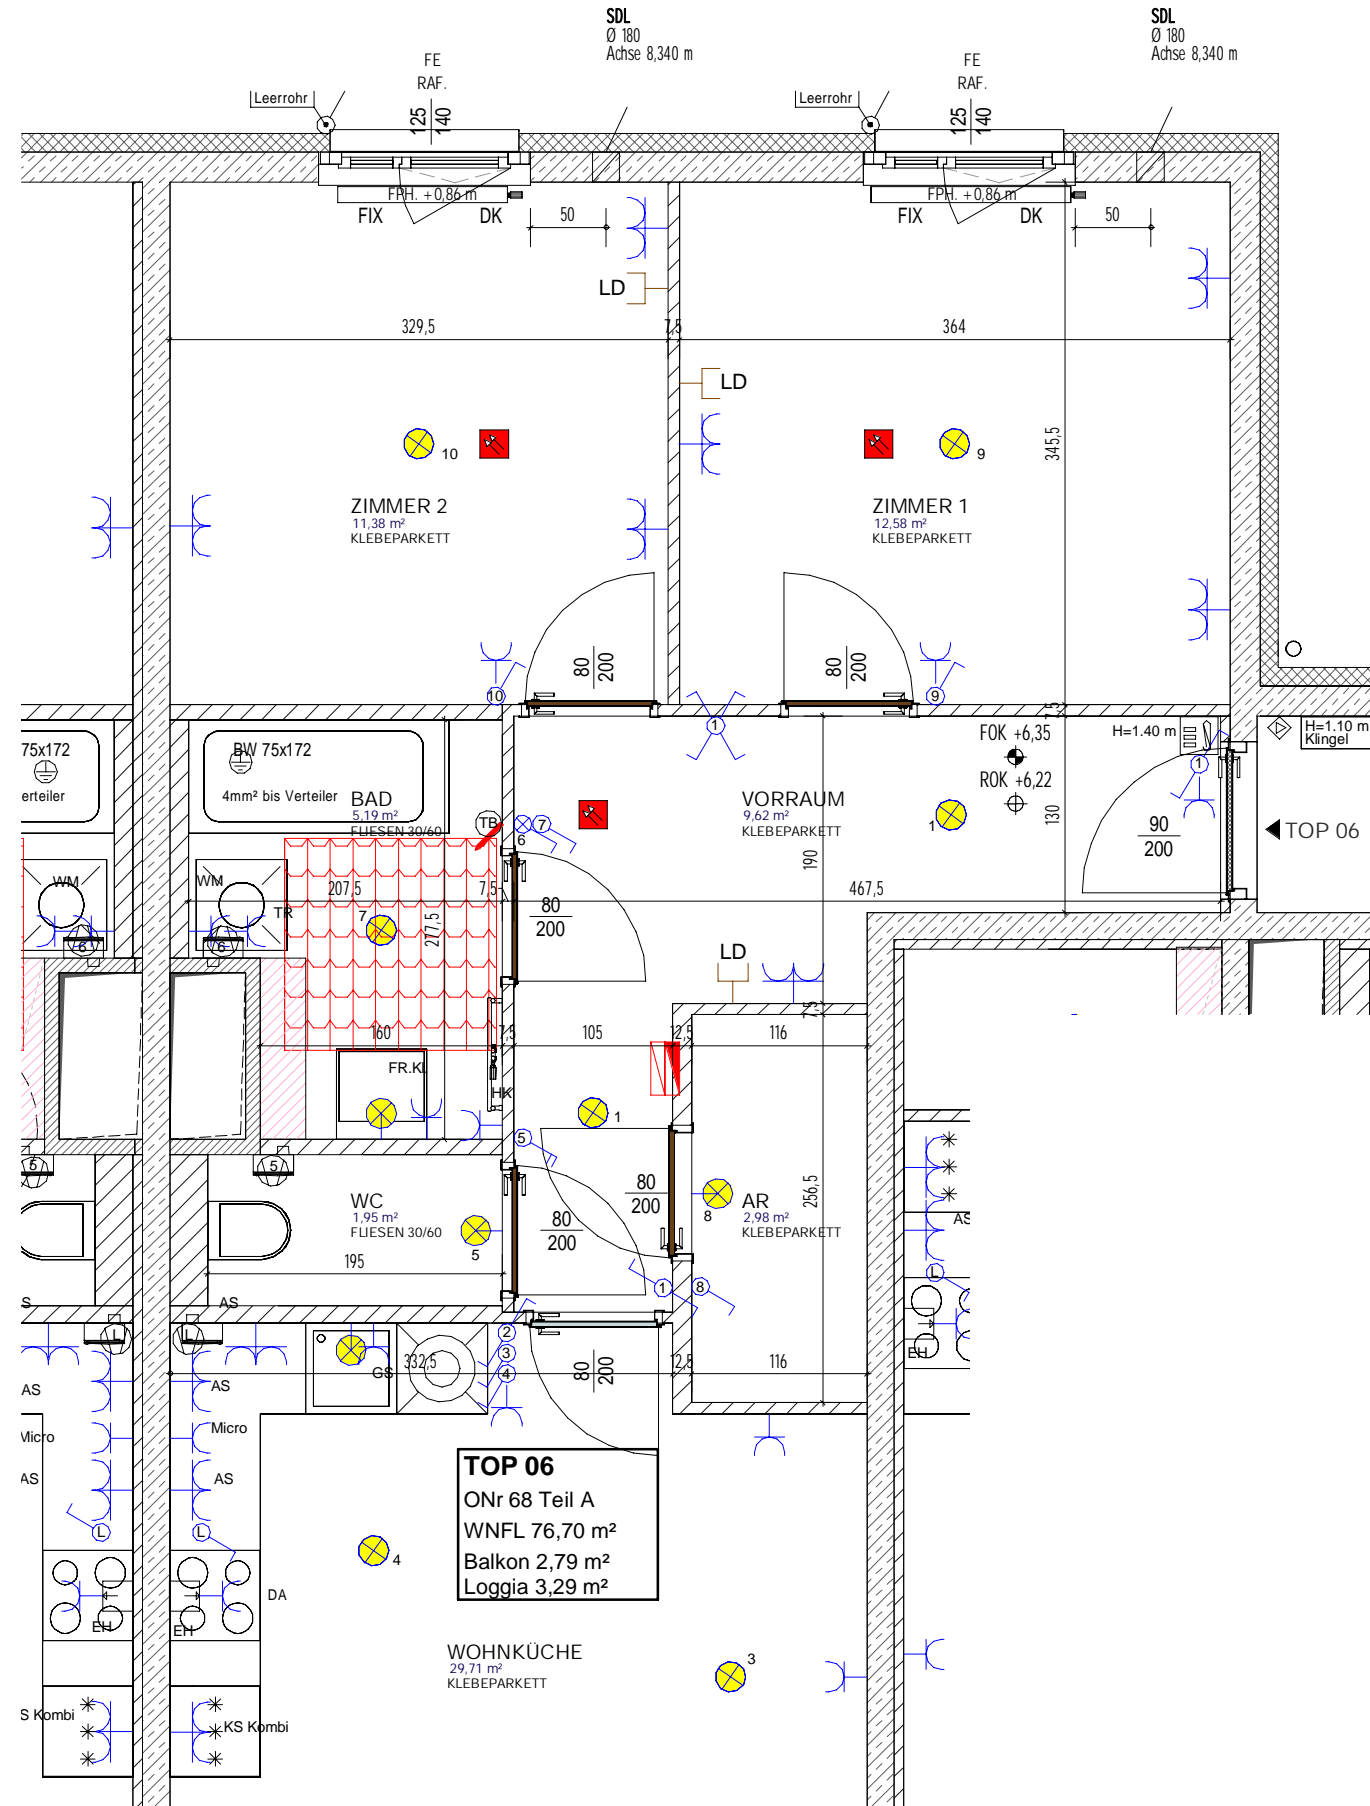 SDL
Ø 180
Achse 8,340 m
SDL
Ø 180
Achse 8,340 m
FE
RAF.
FE
RAF.
Leerrohr
125
140
Leerrohr
125
140
FPH. +0,86 m
FIX
DK
50
FPH. +0,86 m
FIX
DK
50
LD
329,5
7,5
364
LD
345,5
10
9
ZIMMER 2
11,38 m²
KLEBEPARKETT
ZIMMER 1
12,58 m²
KLEBEPARKETT
80
200
80
200
10
9
1
7,5
FOK +6,35
ROK +6,22
H=1.40 m
H=1.10 m
Klingel
75x172
erteiler
BW 75x172
4mm² bis Verteiler
BAD
5,19 m²
FLIESEN 30/60
TB
7
6
VORRAUM
9,62 m²
KLEBEPARKETT
1
1
130
190
90
200
TOP 06
WM
WM
TR
207,5
7,5
467,5
7
277,5
80
200
6
6
LD
7,5
160
7,5
105
12,5
116
FR.KL
HK
1
5
5
5
WC
1,95 m²
FLIESEN 30/60
5
195
80
200
80
200
8
AR
2,98 m²
KLEBEPARKETT
256,5
1
8
AS
EH
L
S
AS
L
L
2
3
4
GS
332,5
80
200
12,5
116
AS
AS
Micro
Micro
AS
AS
L
L
TOP 06
ONr 68 Teil A
WNFL 76,70 m²
Balkon 2,79 m²
Loggia 3,29 m²
4
DA
EH
EH
WOHNKÜCHE
29,71 m²
KLEBEPARKETT
3
S Kombi
KS Kombi